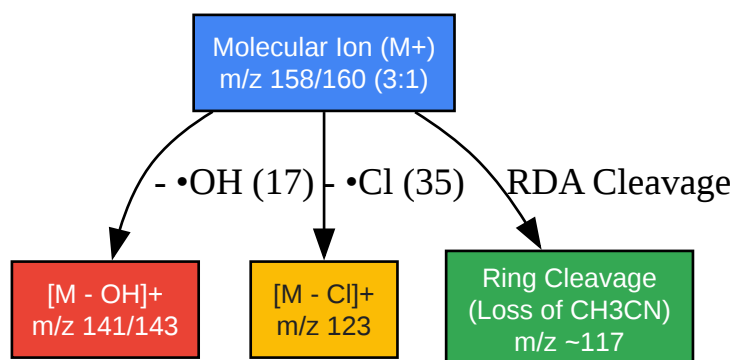 Molecular Ion (M+)
m/z 158/160 (3:1)
- •OH (17)
- •Cl (35)
RDA Cleavage
[M - OH]+
m/z 141/143
[M - Cl]+
m/z 123
Ring Cleavage
(Loss of CH3CN)
m/z ~117